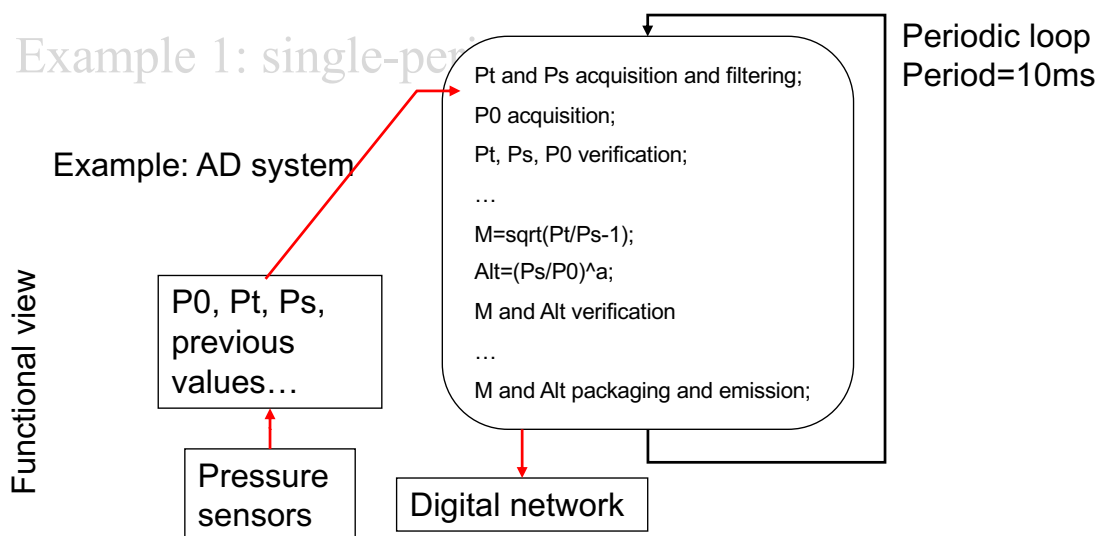 Example 1: single-peri
Periodic loop
Period=10ms
Pt and Ps acquisition and filtering;
P0 acquisition;
Example: AD system
Pt, Ps, P0 verification;
…
M=sqrt(Pt/Ps-1);
Alt=(Ps/P0)^a;
M and Alt verification
…
M and Alt packaging and emission;
Functional view
P0, Pt, Ps,
previous
values…
Pressure
sensors
Digital network